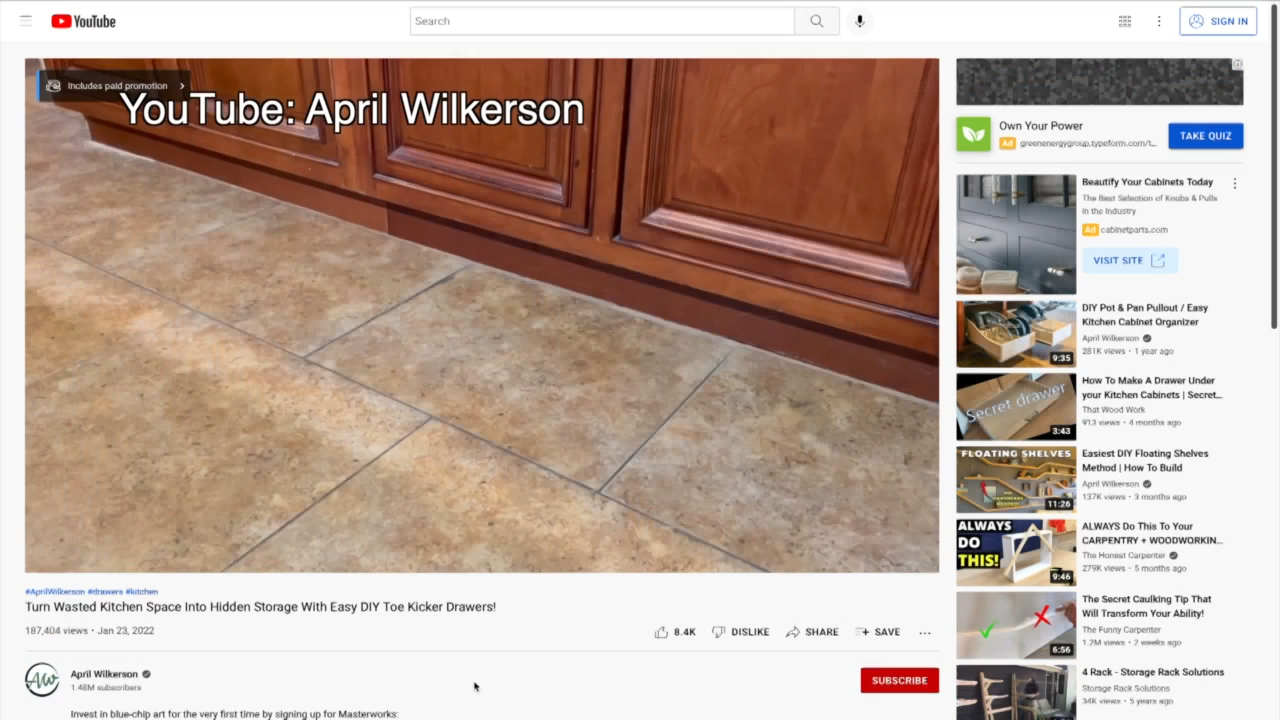 YouTube
Search
SIGN IN
Includes paid promotion
YouTube: April Wilkerson
#AprilWilkerson #drawers #kitchen
Turn Wasted Kitchen Space Into Hidden Storage With Easy DIY Toe Kicker Drawers!
187,404 views • Jan 23, 2022
8.4K DISLIKE SHARE SAVE
AW
April Wilkerson
1.46M subscribers
SUBSCRIBE
Invest in blue-chip art for the very first time by signing up for Masterworks:
Own Your Power
Ad greenenergygroup.typeform.com/t...
TAKE QUIZ
Beautify Your Cabinets Today
The Best Selection of Knobs & Pulls
in the Industry
Ad cabinetparts.com
VISIT SITE
9:35
DIY Pot & Pan Pullout / Easy
Kitchen Cabinet Organizer
April Wilkerson
281K views • 1 year ago
Secret drawer
3:43
How To Make A Drawer Under
your Kitchen Cabinets | Secret...
That Wood Work
913 views • 4 months ago
FLOATING SHELVES
11:26
Easiest DIY Floating Shelves
Method | How To Build
April Wilkerson
137K views • 3 months ago
ALWAYS
DO
THIS!
9:46
ALWAYS Do This To Your
CARPENTRY + WOODWORKIN...
The Honest Carpenter
279K views • 5 months ago
6:56
The Secret Caulking Tip That
Will Transform Your Ability!
The Funny Carpenter
1.2M views • 2 weeks ago
4 Rack - Storage Rack Solutions
Storage Rack Solutions
34K views • 5 years ago